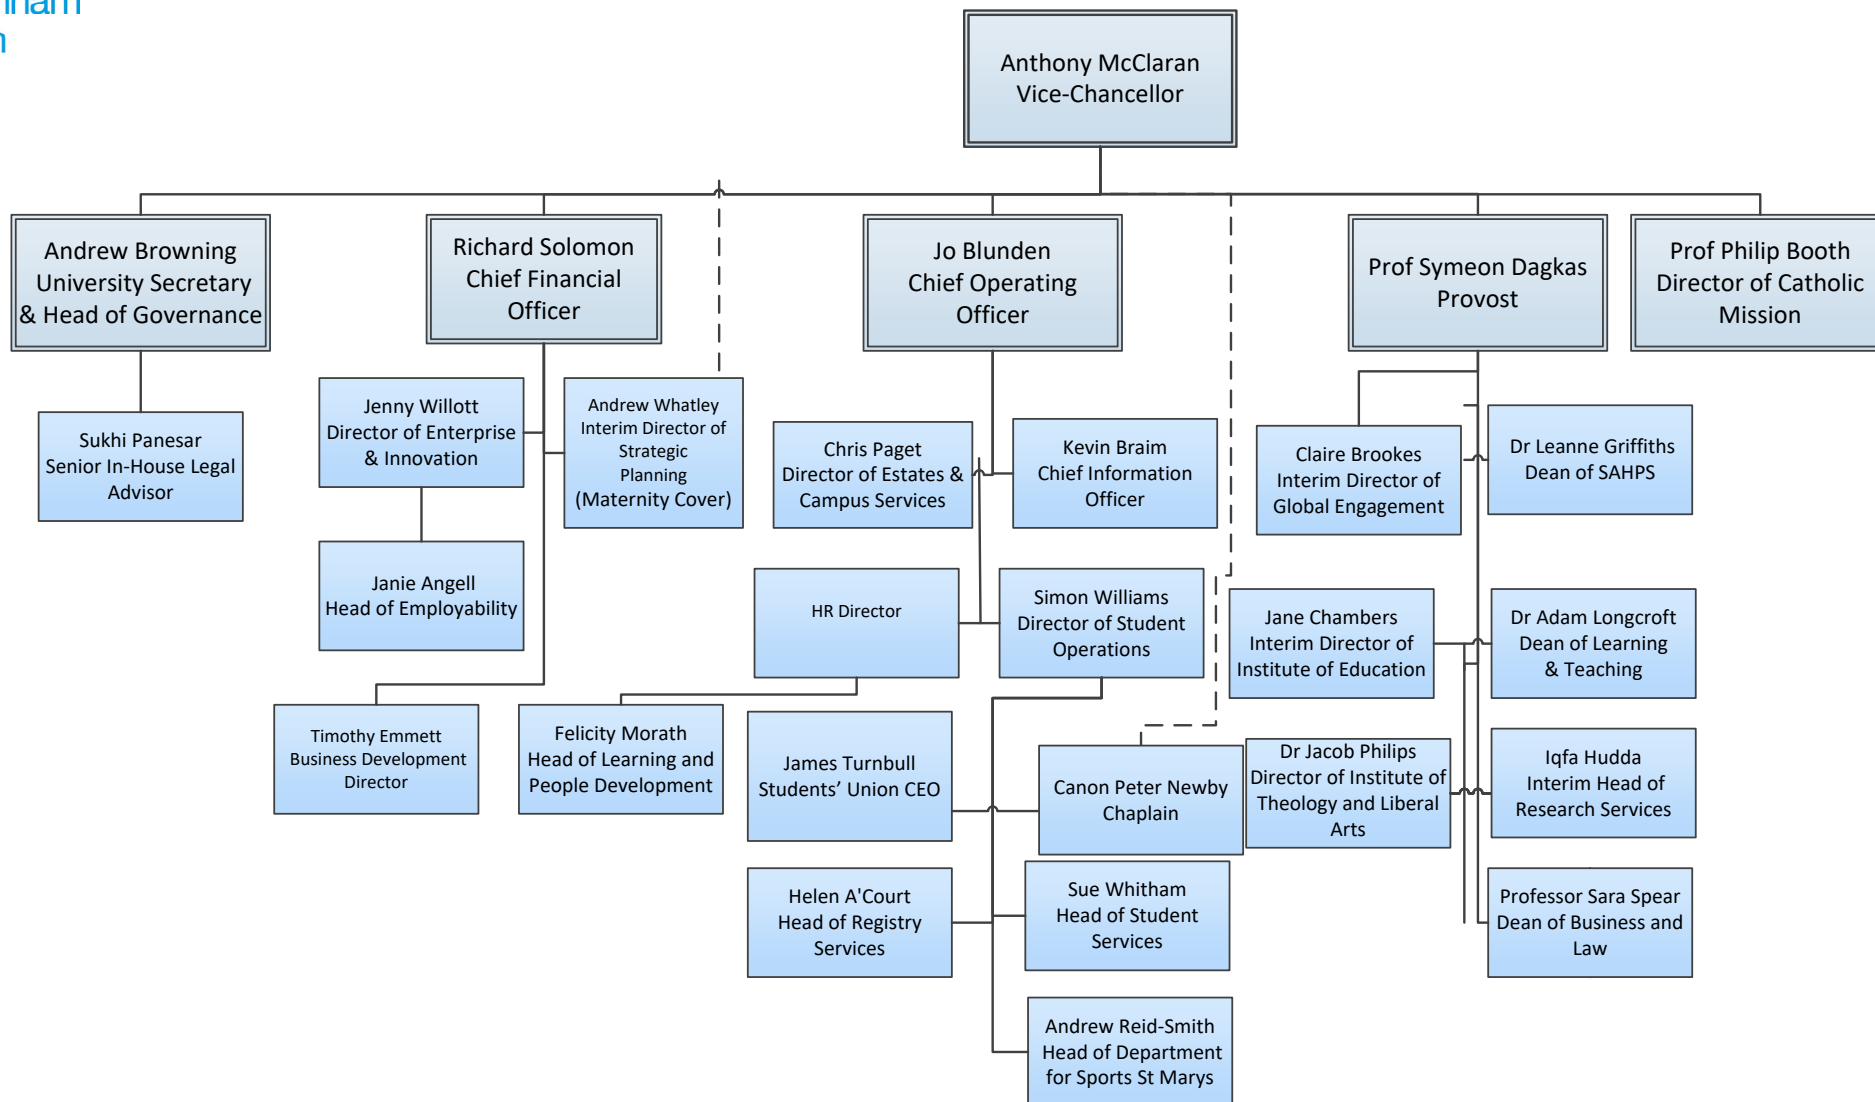 Anthony McClaran
Vice-Chancellor
Andrew Browning
University Secretary
& Head of Governance
Richard Solomon
Chief Financial
Officer
Jo Blunden
Chief Operating
Officer
Prof Symeon Dagkas
Provost
Prof Philip Booth
Director of Catholic
Mission
Sukhi Panesar
Senior In-House Legal
Advisor
Jenny Willott
Director of Enterprise
& Innovation
Andrew Whatley
Interim Director of
Strategic
Planning
(Maternity Cover)
Chris Paget
Director of Estates &
Campus Services
Kevin Braim
Chief Information
Officer
Claire Brookes
Interim Director of
Global Engagement
Dr Leanne Griffiths
Dean of SAHPS
Janie Angell
Head of Employability
HR Director
Simon Williams
Director of Student
Operations
Jane Chambers
Interim Director of
Institute of Education
Dr Adam Longcroft
Dean of Learning
& Teaching
Timothy Emmett
Business Development
Director
Felicity Morath
Head of Learning and
People Development
James Turnbull
Students’ Union CEO
Canon Peter Newby
Chaplain
Dr Jacob Philips
Director of Institute of
Theology and Liberal
Arts
Iqfa Hudda
Interim Head of
Research Services
Helen A'Court
Head of Registry
Services
Sue Whitham
Head of Student
Services
Professor Sara Spear
Dean of Business and
Law
Andrew Reid-Smith
Head of Department
for Sports St Marys